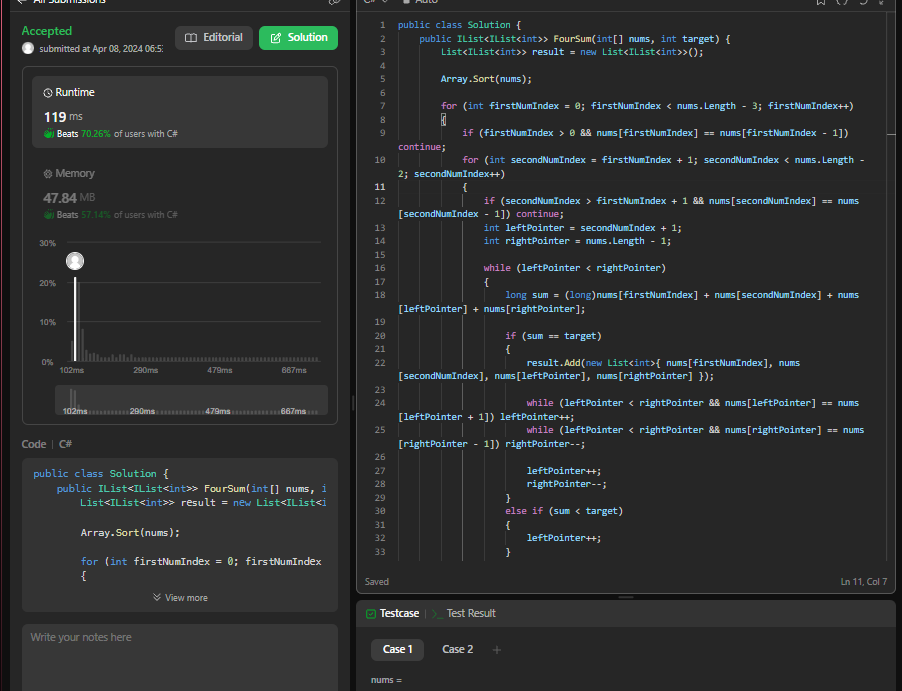 All Submissions
Accepted
submitted at Apr 08, 2024 06:5
Editorial
Solution
Runtime
119 ms
Beats 70.26% of users with C#
Memory
47.84 MB
Beats 57.14% of users with C#
30%
20%
10%
0%
102ms 290ms 479ms 667ms
102ms 290ms 479ms 667ms
Code | C#
public class Solution {
public IList<IList<int>> FourSum(int[] nums, i
List<IList<int>> result = new List<IList<i
Array.Sort(nums);
for (int firstNumIndex = 0; firstNumIndex
{
View more
Write your notes here
C# Auto
1 public class Solution {
2 public IList<IList<int>> FourSum(int[] nums, int target) {
3 List<IList<int>> result = new List<IList<int>>();
4
5 Array.Sort(nums);
6
7 for (int firstNumIndex = 0; firstNumIndex < nums.Length - 3; firstNumIndex++)
8 {
9 if (firstNumIndex > 0 && nums[firstNumIndex] == nums[firstNumIndex - 1])
continue;
10 for (int secondNumIndex = firstNumIndex + 1; secondNumIndex < nums.Length -
2; secondNumIndex++)
11 {
12 if (secondNumIndex > firstNumIndex + 1 && nums[secondNumIndex] == nums
[secondNumIndex - 1]) continue;
13 int leftPointer = secondNumIndex + 1;
14 int rightPointer = nums.Length - 1;
15
16 while (leftPointer < rightPointer)
17 {
18 long sum = (long)nums[firstNumIndex] + nums[secondNumIndex] + nums
[leftPointer] + nums[rightPointer];
19
20 if (sum == target)
21 {
22 result.Add(new List<int>{ nums[firstNumIndex], nums
[secondNumIndex], nums[leftPointer], nums[rightPointer] });
23
24 while (leftPointer < rightPointer && nums[leftPointer] == nums
[leftPointer + 1]) leftPointer++;
25 while (leftPointer < rightPointer && nums[rightPointer] == nums
[rightPointer - 1]) rightPointer--;
26
27 leftPointer++;
28 rightPointer--;
29 }
30 else if (sum < target)
31 {
32 leftPointer++;
33 }
Saved
Ln 11, Col 7
Testcase | >_ Test Result
Case 1 Case 2 +
nums =